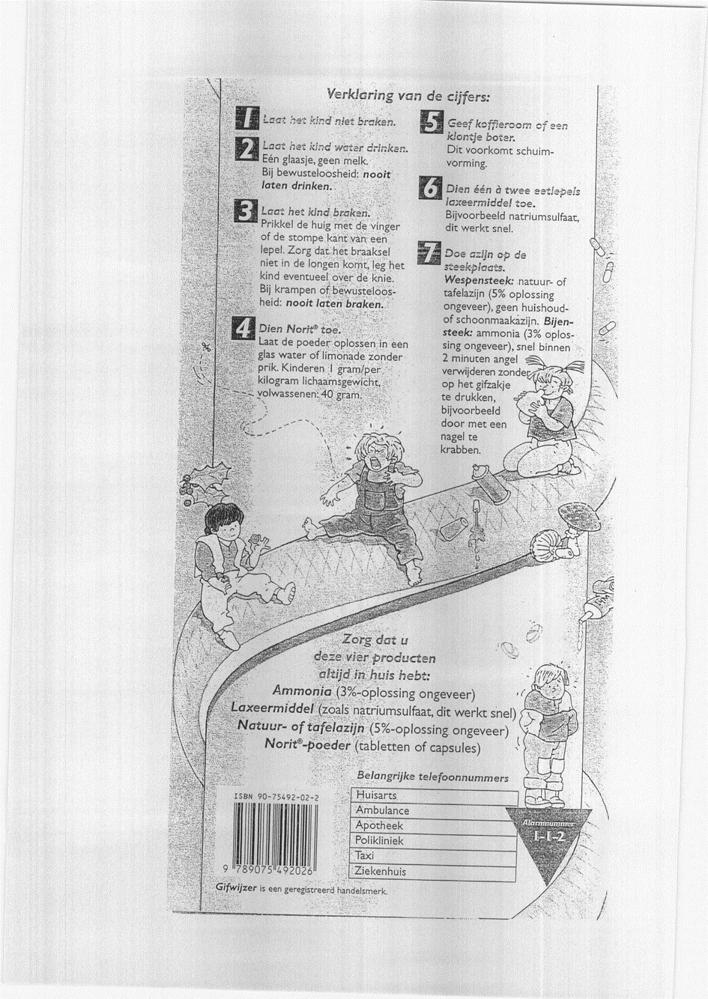 Verklaring van de cijfers:
1 Laat het kind niet braken.
2 Laat het kind water drinken.
Eén glaasje, geen melk.
Bij bewusteloosheid: nooit
laten drinken.
3 Laat het kind braken.
Prikkel de huig met de vinger
of de stompe kant van een
lepel. Zorg dat het braaksel
niet in de longen komt, leg het
kind eventueel over de knie.
Bij krampen of bewusteloos-
heid: nooit laten braken.
4 Dien Norit® toe.
Laat de poeder oplossen in een
glas water of limonade zonder
prik. Kinderen 1 gram/per
kilogram lichaamsgewicht,
volwassenen: 40 gram.
5 Geef koffieroom of een
klontje boter.
Dit voorkomt schuim-
vorming.
6 Dien één à twee eetlepels
laxeermiddel toe.
Bijvoorbeeld natriumsulfaat,
dit werkt snel.
7 Doe azijn op de
steekplaats.
Wespensteek: natuur- of
tafelazijn (5% oplossing
ongeveer), geen huishoud-
of schoonmaakazijn. Bijen-
steek: ammonia (3% oplos-
sing ongeveer), snel binnen
2 minuten angel
verwijderen zonder
op het gifzakje
te drukken,
bijvoorbeeld
door met een
nagel te
krabben.
Zorg dat u
deze vier producten
altijd in huis hebt:
Ammonia (3%-oplossing ongeveer)
Laxeermiddel (zoals natriumsulfaat, dit werkt snel)
Natuur- of tafelazijn (5%-oplossing ongeveer)
Norit®-poeder (tabletten of capsules)
Belangrijke telefoonnummers
Huisarts
Ambulance
Apotheek
Polikliniek
Taxi
Ziekenhuis
Alarmnummer
1-1-2
ISBN 90-75492-02-2
9 789075 492026
Gifwijzer is een geregistreerd handelsmerk.